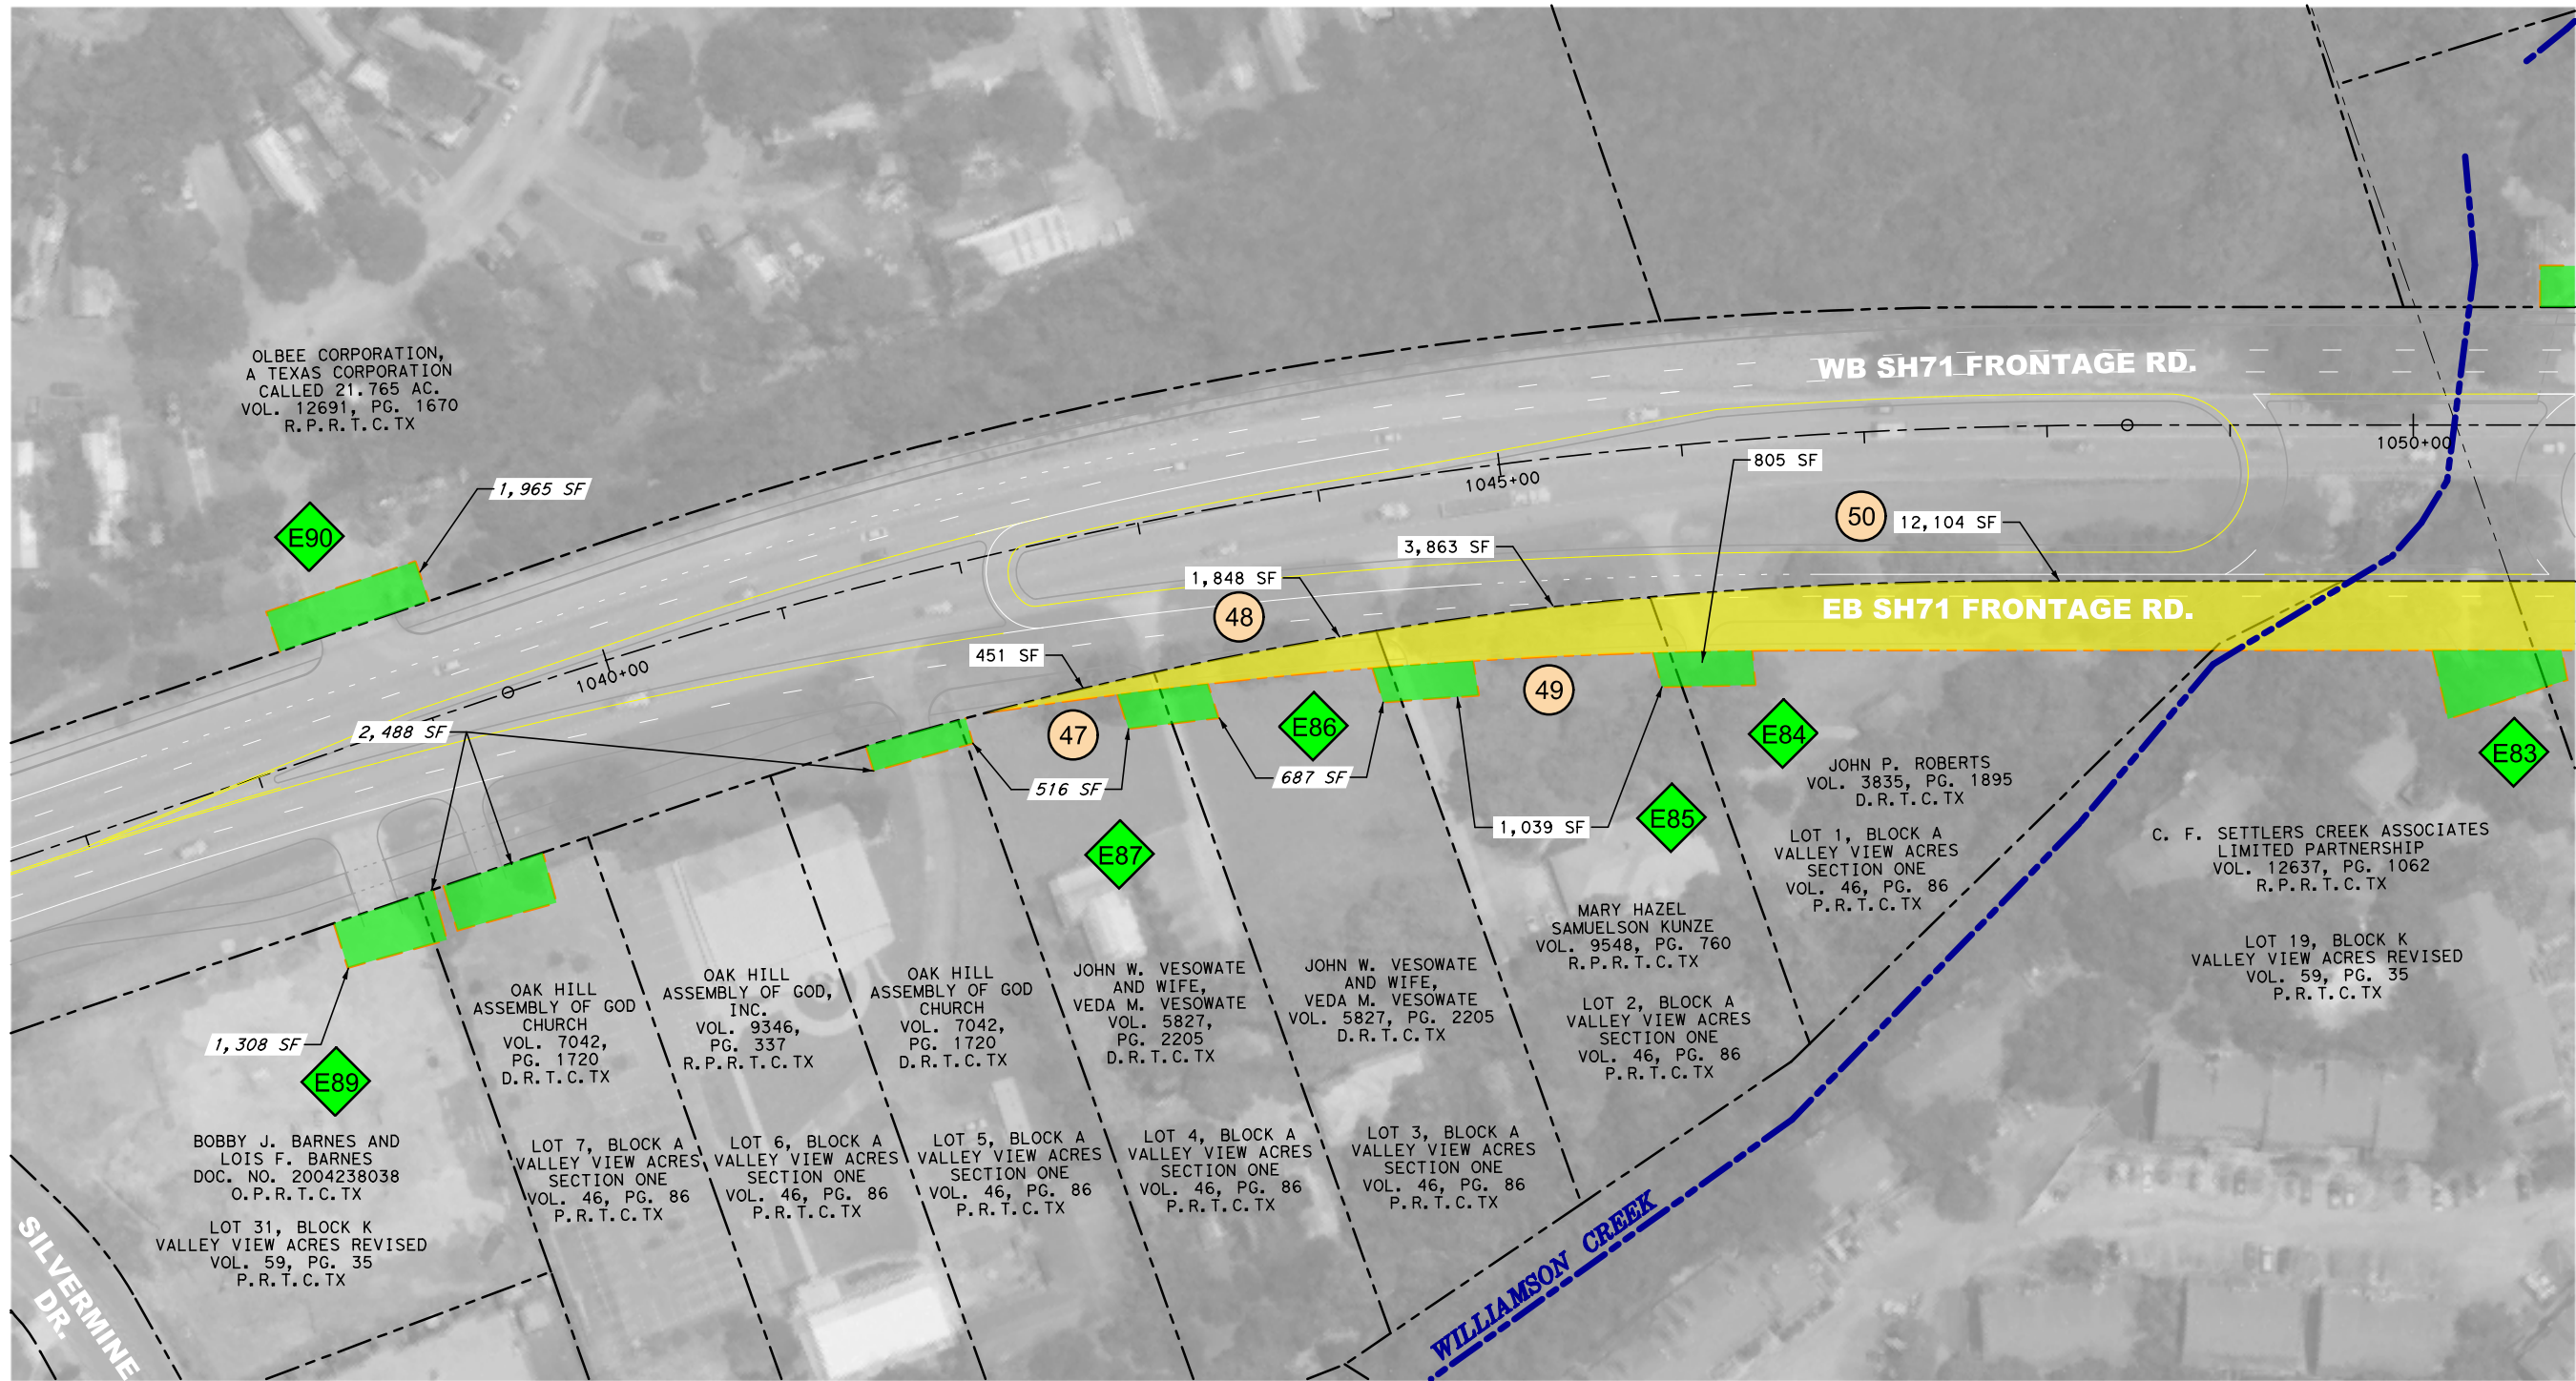 OLBEE CORPORATION,
A TEXAS CORPORATION
CALLED 21.765 AC.
VOL. 12691, PG. 1670
R.P.R.T.C.TX
WB SH71 FRONTAGE RD.
1050+00
1045+00
805 SF
1,965 SF
E90
50
12,104 SF
3,863 SF
1,848 SF
48
EB SH71 FRONTAGE RD.
451 SF
1040+00
49
47
E86
E84
E83
2,488 SF
687 SF
516 SF
1,039 SF
E85
E87
JOHN P. ROBERTS
VOL. 3835, PG. 1895
D.R.T.C.TX
LOT 1, BLOCK A
VALLEY VIEW ACRES
SECTION ONE
VOL. 46, PG. 86
P.R.T.C.TX
C. F. SETTLERS CREEK ASSOCIATES
LIMITED PARTNERSHIP
VOL. 12637, PG. 1062
R.P.R.T.C.TX
LOT 19, BLOCK K
VALLEY VIEW ACRES REVISED
VOL. 59, PG. 35
P.R.T.C.TX
MARY HAZEL
SAMUELSON KUNZE
VOL. 9548, PG. 760
R.P.R.T.C.TX
LOT 2, BLOCK A
VALLEY VIEW ACRES
SECTION ONE
VOL. 46, PG. 86
P.R.T.C.TX
JOHN W. VESOWATE
AND WIFE,
VEDA M. VESOWATE
VOL. 5827, PG. 2205
D.R.T.C.TX
LOT 3, BLOCK A
VALLEY VIEW ACRES
SECTION ONE
VOL. 46, PG. 86
P.R.T.C.TX
JOHN W. VESOWATE
AND WIFE,
VEDA M. VESOWATE
VOL. 5827,
PG. 2205
D.R.T.C.TX
LOT 4, BLOCK A
VALLEY VIEW ACRES
SECTION ONE
VOL. 46, PG. 86
P.R.T.C.TX
OAK HILL
ASSEMBLY OF GOD
CHURCH
VOL. 7042,
PG. 1720
D.R.T.C.TX
LOT 5, BLOCK A
VALLEY VIEW ACRES
SECTION ONE
VOL. 46, PG. 86
P.R.T.C.TX
OAK HILL
ASSEMBLY OF GOD,
INC.
VOL. 9346,
PG. 337
R.P.R.T.C.TX
LOT 6, BLOCK A
VALLEY VIEW ACRES
SECTION ONE
VOL. 46, PG. 86
P.R.T.C.TX
OAK HILL
ASSEMBLY OF GOD
CHURCH
VOL. 7042,
PG. 1720
D.R.T.C.TX
LOT 7, BLOCK A
VALLEY VIEW ACRES
SECTION ONE
VOL. 46, PG. 86
P.R.T.C.TX
1,308 SF
E89
BOBBY J. BARNES AND
LOIS F. BARNES
DOC. NO. 2004238038
O.P.R.T.C.TX
LOT 31, BLOCK K
VALLEY VIEW ACRES REVISED
VOL. 59, PG. 35
P.R.T.C.TX
SILVERMINE
DR.
WILLIAMSON CREEK